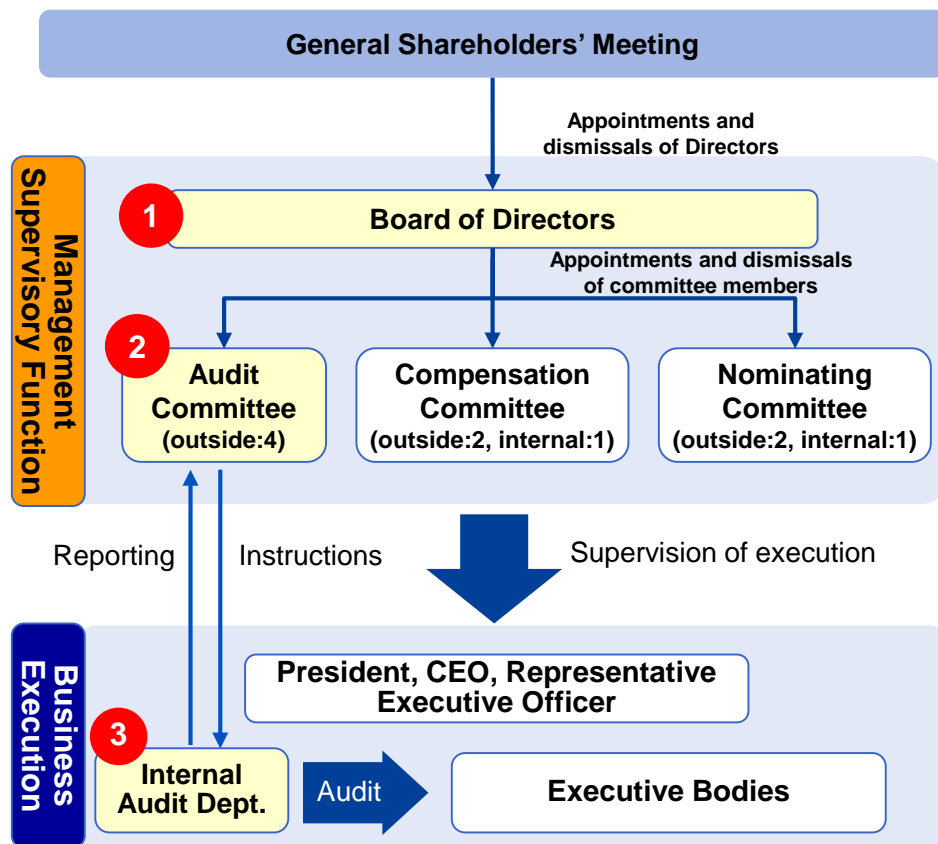 General Shareholders’ Meeting
Appointments and
dismissals of Directors
Management
Supervisory Function
1
Board of Directors
Appointments and dismissals
of committee members
2
Audit
Committee
(outside:4)
Compensation
Committee
(outside:2, internal:1)
Nominating
Committee
(outside:2, internal:1)
Reporting
Instructions
Supervision of execution
Business
Execution
President, CEO, Representative
Executive Officer
3
Internal
Audit Dept.
Audit
Executive Bodies